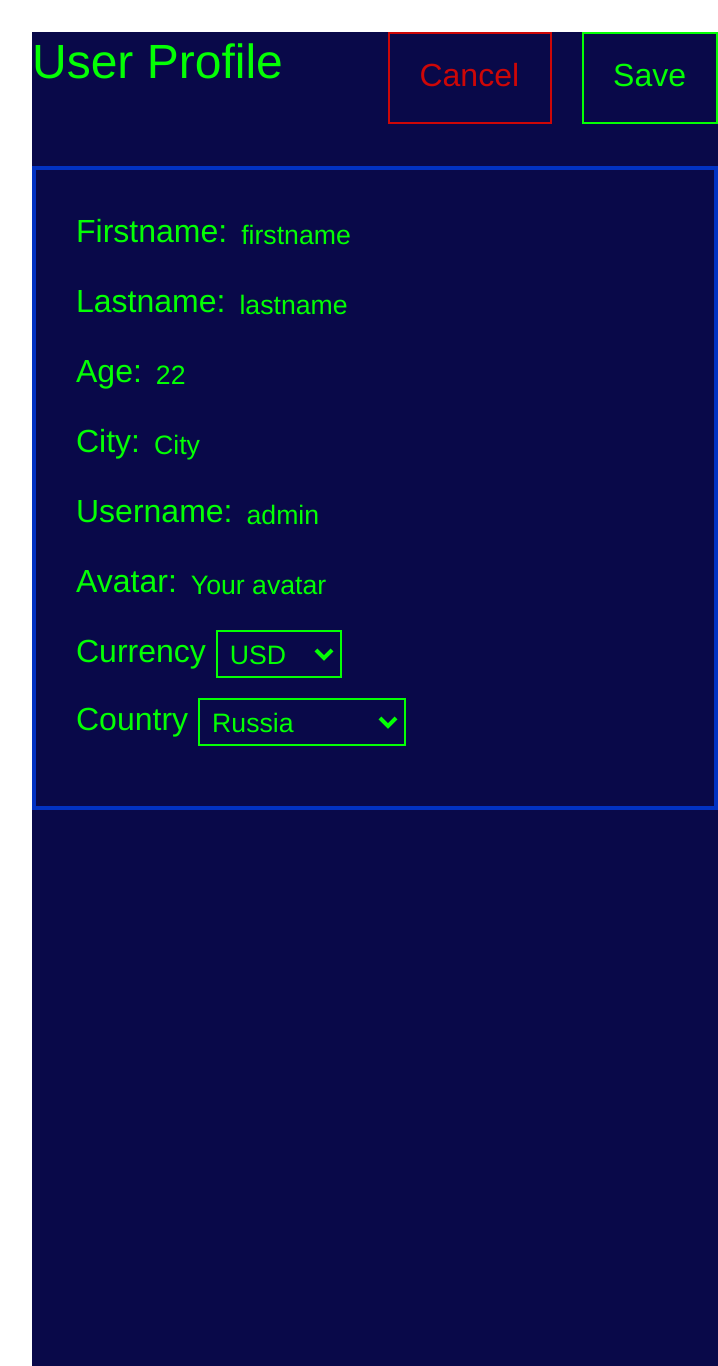 User Profile Cancel Save
Firstname: firstname
Lastname: lastname
Age: 22
City: City
Username: admin
Avatar: Your avatar
Currency USD
Country Russia